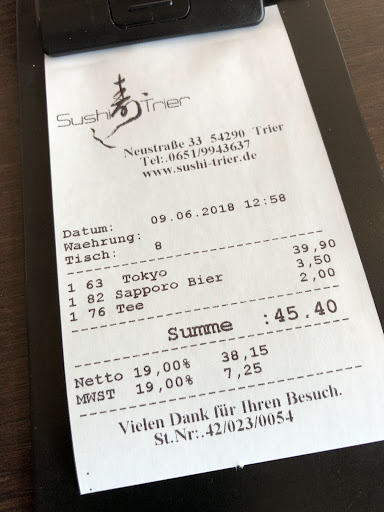 Sushi 寿司 Trier
Neustraße 33 54290 Trier
Tel:.0651/9943637
www.sushi-trier.de
Datum: 09.06.2018 12:58
Waehrung:
Tisch: 8
1 63 Tokyo 39,90
1 82 Sapporo Bier 3,50
1 76 Tee 2,00
Summe :45,40
Netto 19,00% 38,15
MWST 19,00% 7,25
Vielen Dank für Ihren Besuch.
St.Nr:.42/023/0054